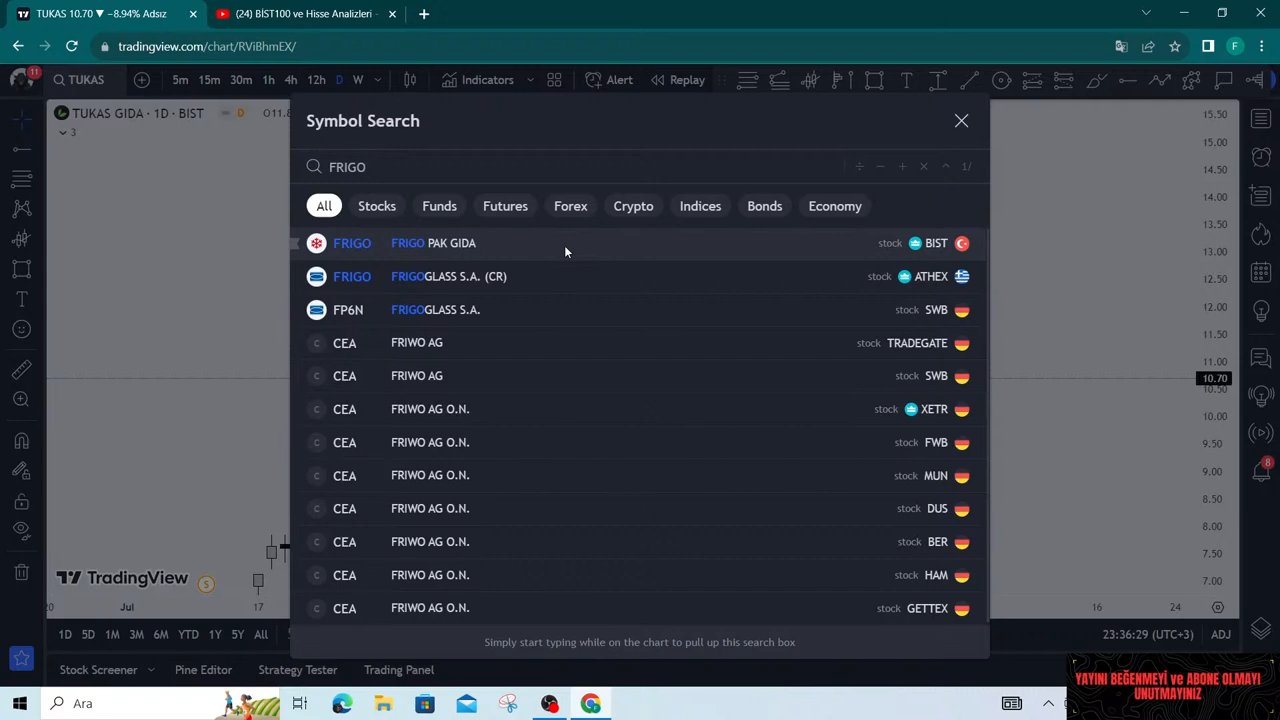 TUKAS 10.70 ▼ −8.94% Adsız
(24) BİST100 ve Hisse Analizleri -
tradingview.com/chart/RViBhmEX/
F
11
TUKAS
5m 15m 30m 1h 4h 12h D W
Indicators
Alert
Replay
TUKAS GIDA · 1D · BIST
D
O11.8
3
Symbol Search
FRIGO
1/
All Stocks Funds Futures Forex Crypto Indices Bonds Economy
FRIGO FRIGO PAK GIDA stock BIST
FRIGO FRIGOGLASS S.A. (CR) stock ATHEX
FP6N FRIGOGLASS S.A. stock SWB
C CEA FRIWO AG stock TRADEGATE
C CEA FRIWO AG stock SWB
C CEA FRIWO AG O.N. stock XETR
C CEA FRIWO AG O.N. stock FWB
C CEA FRIWO AG O.N. stock MUN
C CEA FRIWO AG O.N. stock DUS
C CEA FRIWO AG O.N. stock BER
C CEA FRIWO AG O.N. stock HAM
C CEA FRIWO AG O.N. stock GETTEX
Simply start typing while on the chart to pull up this search box
15.50
15.00
14.50
14.00
13.50
13.00
12.50
12.00
11.50
11.00
10.70
10.50
10.00
9.50
9.00
8.50
8.00
7.50
7.00
8
TradingView
20 Jul 17 16 24
1D 5D 1M 3M 6M YTD 1Y 5Y All
23:36:29 (UTC+3) ADJ
Stock Screener Pine Editor Strategy Tester Trading Panel
Ara
YAYINI BEĞENMEYİ ve ABONE OLMAYI
UNUTMAYINIZ